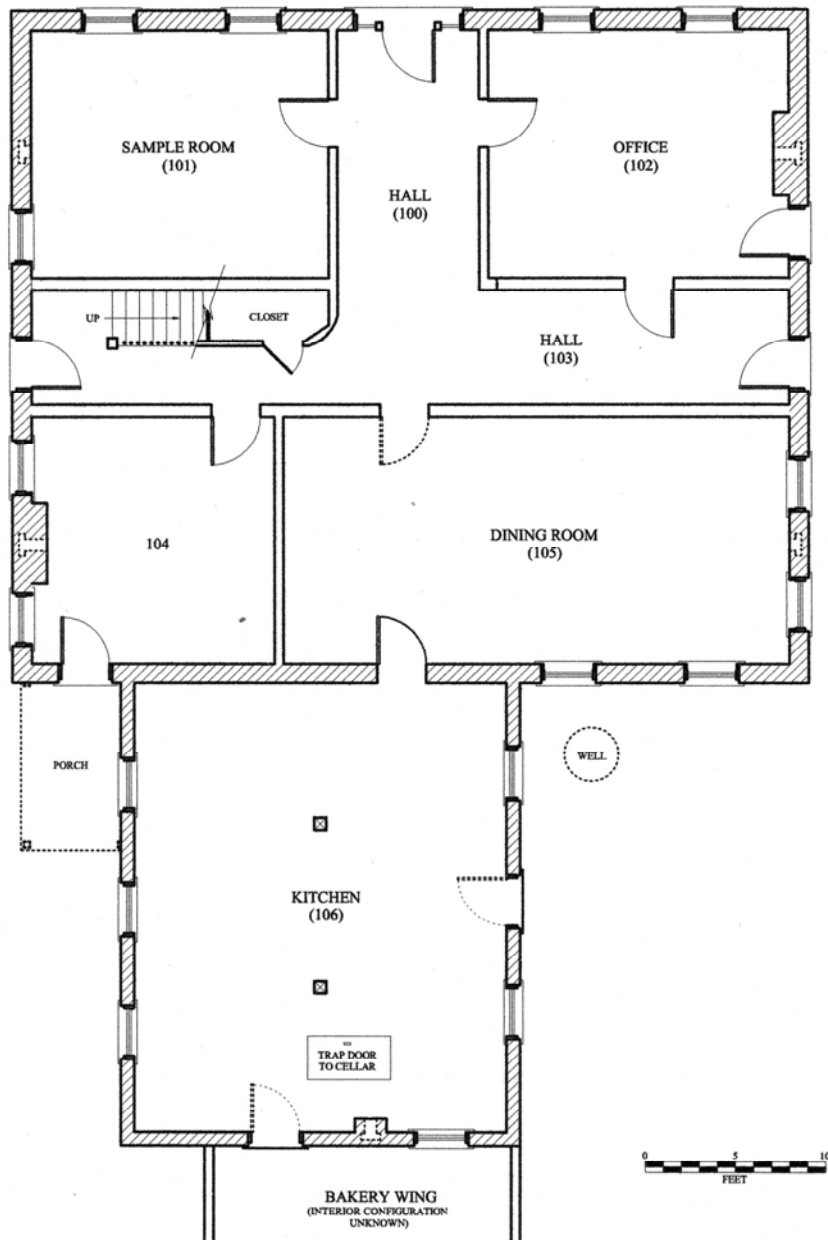 SAMPLE ROOM
(101)
OFFICE
(102)
HALL
(100)
UP
CLOSET
HALL
(103)
104
DINING ROOM
(105)
PORCH
WELL
KITCHEN
(106)
TRAP DOOR
TO CELLAR
0 5 10
FEET
BAKERY WING
(INTERIOR CONFIGURATION
UNKNOWN)